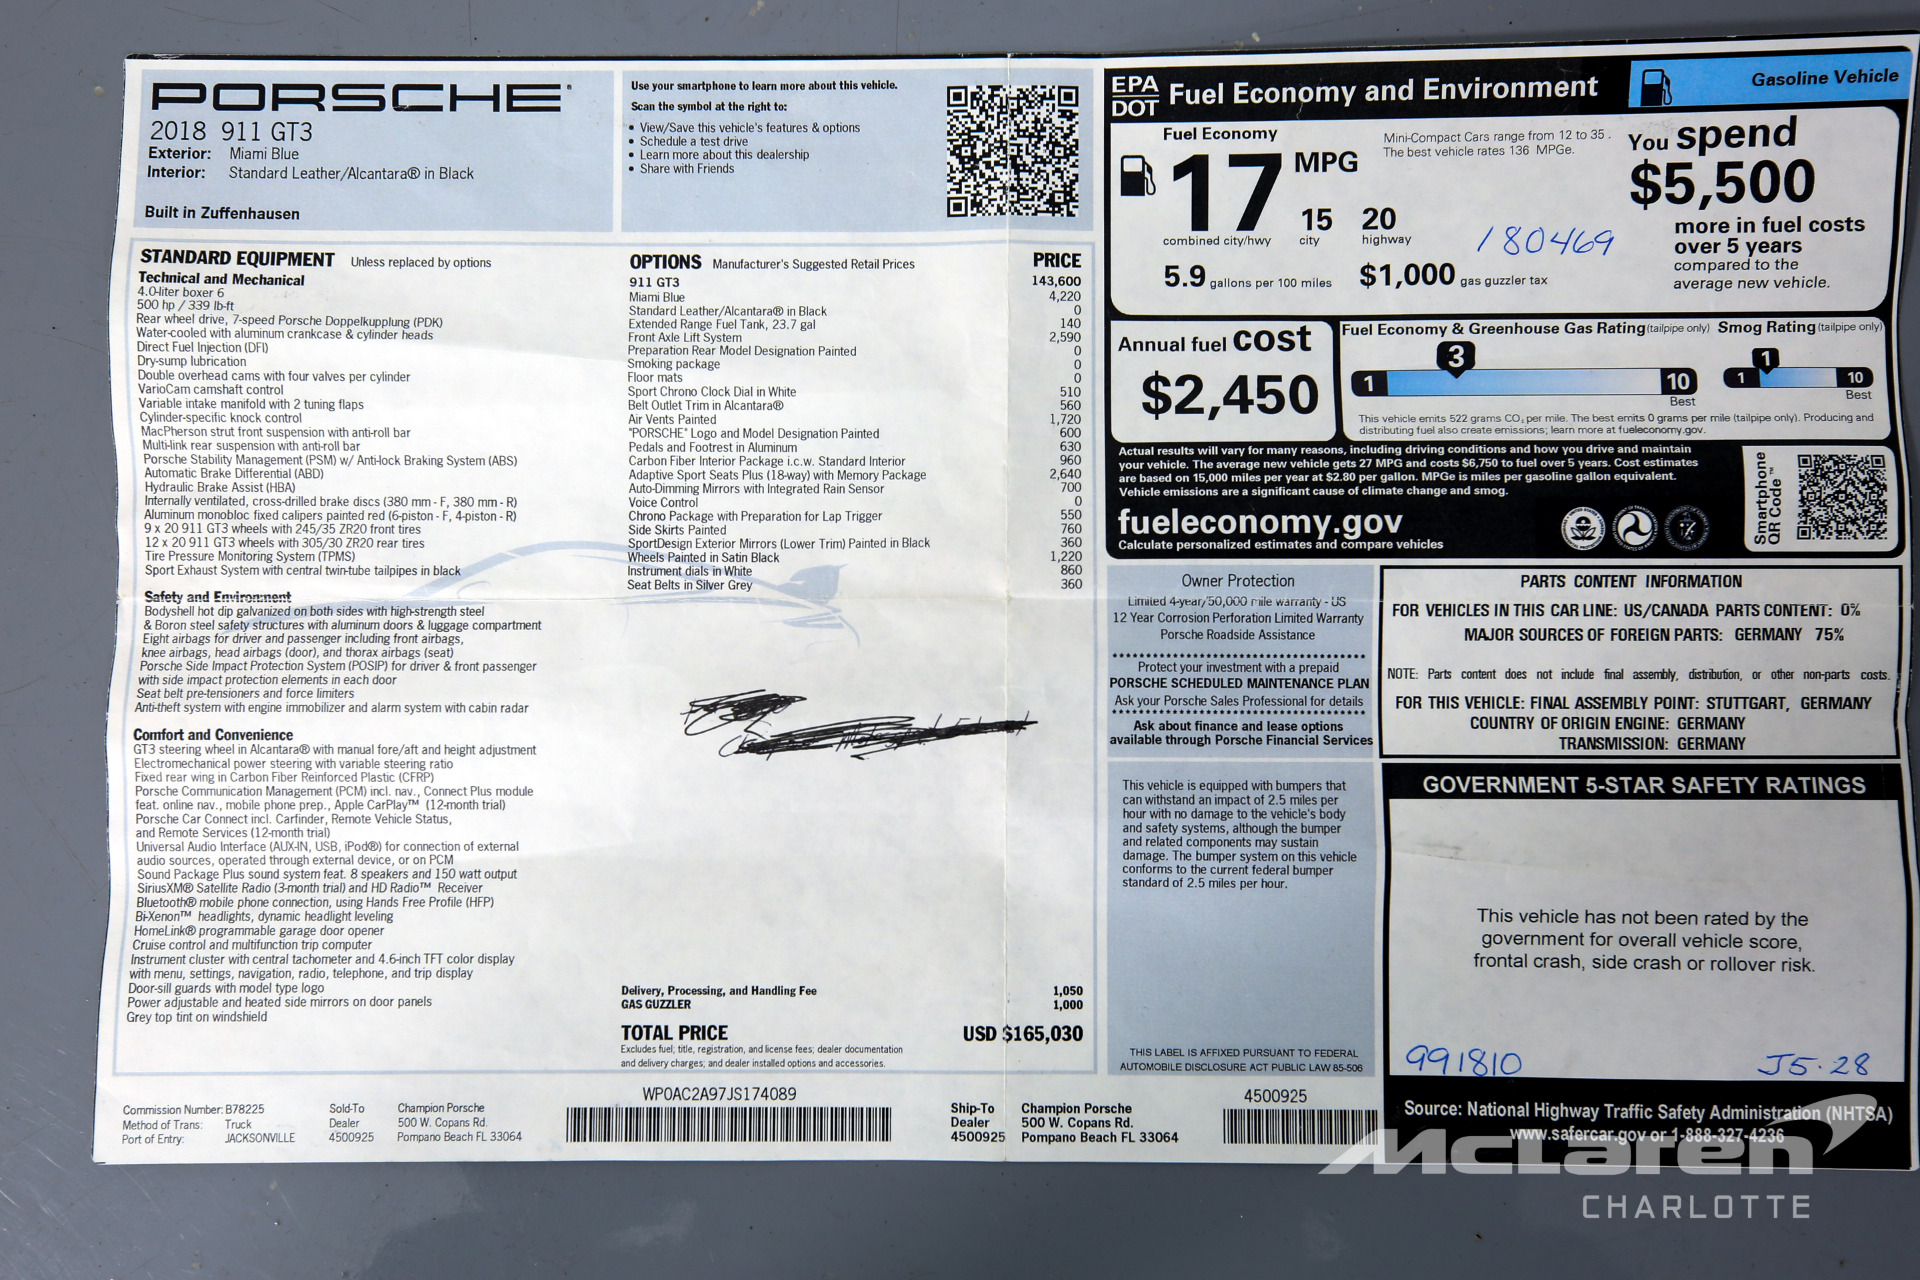 PORSCHE
2018 911 GT3
Exterior: Miami Blue
Interior: Standard Leather/Alcantara® in Black
Built in Zuffenhausen
Use your smartphone to learn more about this vehicle.
Scan the symbol at the right to:
• View/Save this vehicle's features & options
• Schedule a test drive
• Learn more about this dealership
• Share with Friends
STANDARD EQUIPMENT Unless replaced by options
Technical and Mechanical
4.0-liter boxer 6
500 hp / 339 lb-ft
Rear wheel drive, 7-speed Porsche Doppelkupplung (PDK)
Water-cooled with aluminum crankcase & cylinder heads
Direct Fuel Injection (DFI)
Dry-sump lubrication
Double overhead cams with four valves per cylinder
VarioCam camshaft control
Variable intake manifold with 2 tuning flaps
Cylinder-specific knock control
MacPherson strut front suspension with anti-roll bar
Multi-link rear suspension with anti-roll bar
Porsche Stability Management (PSM) w/ Anti-lock Braking System (ABS)
Automatic Brake Differential (ABD)
Hydraulic Brake Assist (HBA)
Internally ventilated, cross-drilled brake discs (380 mm - F, 380 mm - R)
Aluminum monobloc fixed calipers painted red (6-piston - F, 4-piston - R)
9 x 20 911 GT3 wheels with 245/35 ZR20 front tires
12 x 20 911 GT3 wheels with 305/30 ZR20 rear tires
Tire Pressure Monitoring System (TPMS)
Sport Exhaust System with central twin-tube tailpipes in black
Safety and Environment
Bodyshell hot dip galvanized on both sides with high-strength steel
& Boron steel safety structures with aluminum doors & luggage compartment
Eight airbags for driver and passenger including front airbags,
knee airbags, head airbags (door), and thorax airbags (seat)
Porsche Side Impact Protection System (POSIP) for driver & front passenger
with side impact protection elements in each door
Seat belt pre-tensioners and force limiters
Anti-theft system with engine immobilizer and alarm system with cabin radar
Comfort and Convenience
GT3 steering wheel in Alcantara® with manual fore/aft and height adjustment
Electromechanical power steering with variable steering ratio
Fixed rear wing in Carbon Fiber Reinforced Plastic (CFRP)
Porsche Communication Management (PCM) incl. nav., Connect Plus module
feat. online nav., mobile phone prep., Apple CarPlay™ (12-month trial)
Porsche Car Connect incl. Carfinder, Remote Vehicle Status,
and Remote Services (12-month trial)
Universal Audio Interface (AUX-IN, USB, iPod®) for connection of external
audio sources, operated through external device, or on PCM
Sound Package Plus sound system feat. 8 speakers and 150 watt output
SiriusXM® Satellite Radio (3-month trial) and HD Radio™ Receiver
Bluetooth® mobile phone connection, using Hands Free Profile (HFP)
Bi-Xenon™ headlights, dynamic headlight leveling
HomeLink® programmable garage door opener
Cruise control and multifunction trip computer
Instrument cluster with central tachometer and 4.6-inch TFT color display
with menu, settings, navigation, radio, telephone, and trip display
Door-sill guards with model type logo
Power adjustable and heated side mirrors on door panels
Grey top tint on windshield
OPTIONS Manufacturer's Suggested Retail Prices PRICE
911 GT3 143,600
Miami Blue 4,220
Standard Leather/Alcantara® in Black 0
Extended Range Fuel Tank, 23.7 gal 140
Front Axle Lift System 2,590
Preparation Rear Model Designation Painted 0
Smoking package 0
Floor mats 0
Sport Chrono Clock Dial in White 510
Belt Outlet Trim in Alcantara® 560
Air Vents Painted 1,720
"PORSCHE" Logo and Model Designation Painted 600
Pedals and Footrest in Aluminum 630
Carbon Fiber Interior Package i.c.w. Standard Interior 960
Adaptive Sport Seats Plus (18-way) with Memory Package 2,640
Auto-Dimming Mirrors with Integrated Rain Sensor 700
Voice Control 0
Chrono Package with Preparation for Lap Trigger 550
Side Skirts Painted 760
SportDesign Exterior Mirrors (Lower Trim) Painted in Black 360
Wheels Painted in Satin Black 1,220
Instrument dials in White 860
Seat Belts in Silver Grey 360
Delivery, Processing, and Handling Fee 1,050
GAS GUZZLER 1,000
TOTAL PRICE USD $165,030
Excludes fuel; title, registration, and license fees; dealer documentation
and delivery charges; and dealer installed options and accessories.
Commission Number: B78225
Method of Trans: Truck
Port of Entry: JACKSONVILLE
Sold-To Champion Porsche
Dealer 500 W. Copans Rd.
4500925 Pompano Beach FL 33064
WP0AC2A97JS174089
Ship-To Champion Porsche
Dealer 500 W. Copans Rd.
4500925 Pompano Beach FL 33064
4500925
EPA
DOT
Fuel Economy and Environment
Gasoline Vehicle
Fuel Economy
17 MPG
combined city/hwy
15
city
20
highway
Mini-Compact Cars range from 12 to 35.
The best vehicle rates 136 MPGe.
180469
5.9 gallons per 100 miles
$1,000 gas guzzler tax
You spend
$5,500
more in fuel costs
over 5 years
compared to the
average new vehicle.
Annual fuel cost
$2,450
Fuel Economy & Greenhouse Gas Rating (tailpipe only)
3
1
10
Best
Smog Rating (tailpipe only)
1
1
10
Best
This vehicle emits 522 grams CO2 per mile. The best emits 0 grams per mile (tailpipe only). Producing and
distributing fuel also create emissions; learn more at fueleconomy.gov.
Actual results will vary for many reasons, including driving conditions and how you drive and maintain
your vehicle. The average new vehicle gets 27 MPG and costs $6,750 to fuel over 5 years. Cost estimates
are based on 15,000 miles per year at $2.80 per gallon. MPGe is miles per gasoline gallon equivalent.
Vehicle emissions are a significant cause of climate change and smog.
fueleconomy.gov
Calculate personalized estimates and compare vehicles
Smartphone
QR Code™
Owner Protection
Limited 4-year/50,000 mile warranty - US
12 Year Corrosion Perforation Limited Warranty
Porsche Roadside Assistance
Protect your investment with a prepaid
PORSCHE SCHEDULED MAINTENANCE PLAN
Ask your Porsche Sales Professional for details
Ask about finance and lease options
available through Porsche Financial Services
This vehicle is equipped with bumpers that
can withstand an impact of 2.5 miles per
hour with no damage to the vehicle's body
and safety systems, although the bumper
and related components may sustain
damage. The bumper system on this vehicle
conforms to the current federal bumper
standard of 2.5 miles per hour.
THIS LABEL IS AFFIXED PURSUANT TO FEDERAL
AUTOMOBILE DISCLOSURE ACT PUBLIC LAW 85-506
PARTS CONTENT INFORMATION
FOR VEHICLES IN THIS CAR LINE: US/CANADA PARTS CONTENT: 0%
MAJOR SOURCES OF FOREIGN PARTS: GERMANY 75%
NOTE: Parts content does not include final assembly, distribution, or other non-parts costs.
FOR THIS VEHICLE: FINAL ASSEMBLY POINT: STUTTGART, GERMANY
COUNTRY OF ORIGIN ENGINE: GERMANY
TRANSMISSION: GERMANY
GOVERNMENT 5-STAR SAFETY RATINGS
This vehicle has not been rated by the
government for overall vehicle score,
frontal crash, side crash or rollover risk.
991810
J5·28
Source: National Highway Traffic Safety Administration (NHTSA)
www.safercar.gov or 1-888-327-4236
McLaren
CHARLOTTE